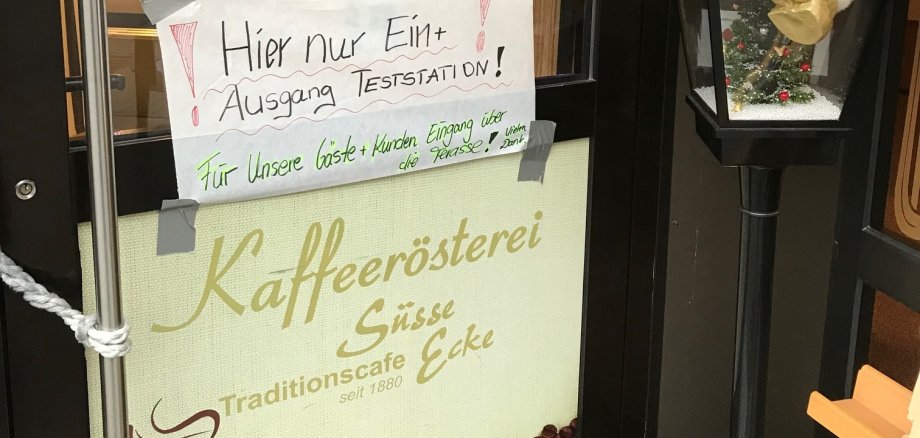 Hier nur Ein+
Ausgang TESTSTATION!
Für Unsere Gäste + Kunden Eingang über
die Terasse! Vielen
Dank
Kaffeerösterei
Süsse
Ecke
Traditionscafe
seit 1880